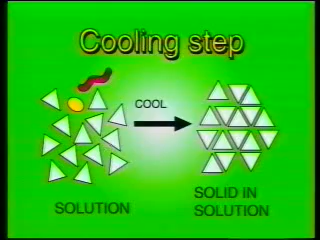 Cooling step
COOL
SOLUTION
SOLID IN
SOLUTION